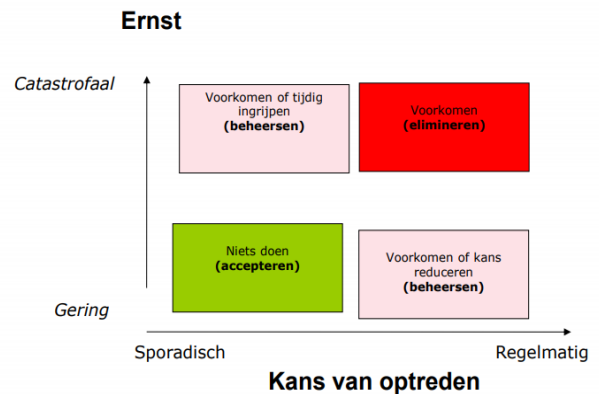 Ernst
Catastrofaal
Voorkomen of tijdig
ingrijpen
(beheersen)
Voorkomen
(elimineren)
Niets doen
(accepteren)
Voorkomen of kans
reduceren
(beheersen)
Gering
Sporadisch
Regelmatig
Kans van optreden